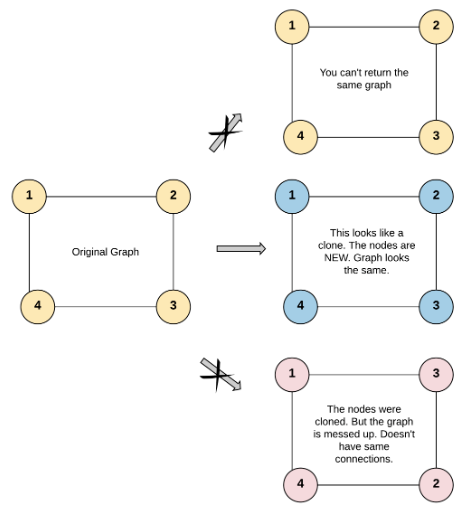 1
2
You can't return the
same graph
4
3
1
2
Original Graph
4
3
1
2
This looks like a
clone. The nodes are
NEW. Graph looks
the same.
4
3
1
3
The nodes were
cloned. But the graph
is messed up. Doesn't
have same
connections.
4
2